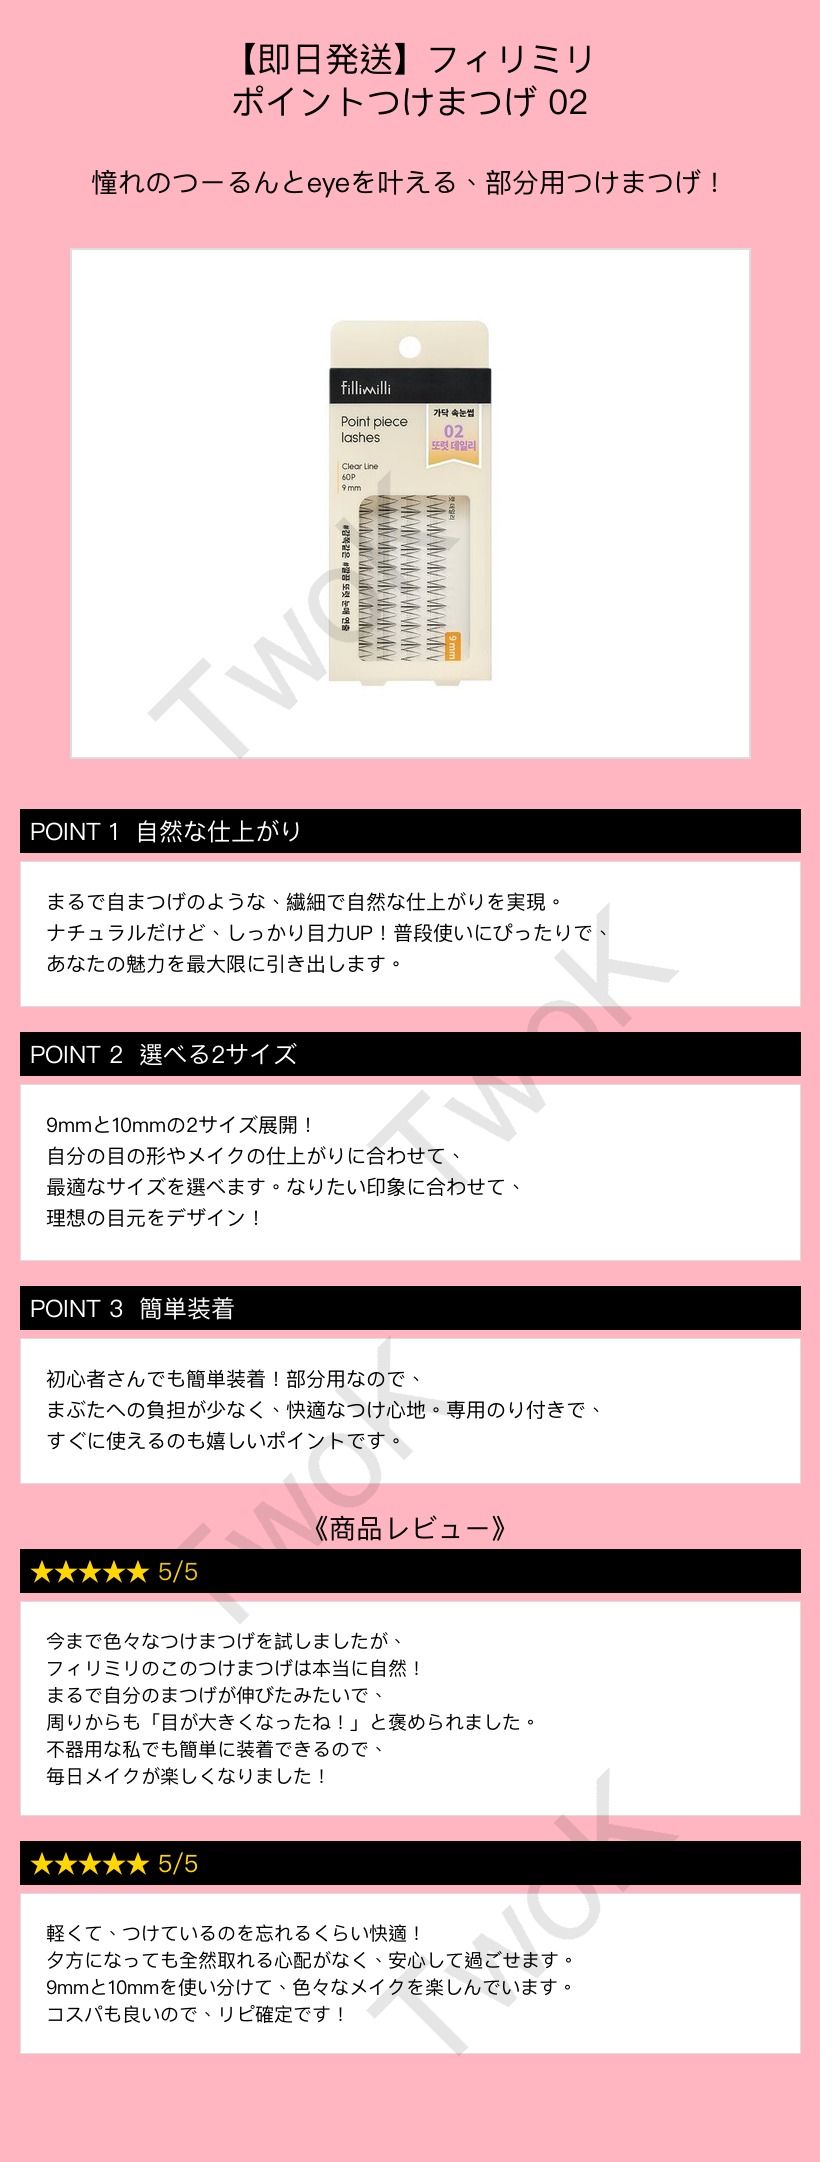 【即日発送】フィリミリ
ポイントつけまつげ 02
憧れのつーるんとeyeを叶える、部分用つけまつげ！
fillimilli
Point piece
lashes
가닥 속눈썹
02
또렷 데일리
Clear Line
60P
9 mm
9 mm
TwoK
POINT 1 自然な仕上がり
まるで自まつげのような、繊細で自然な仕上がりを実現。
ナチュラルだけど、しっかり目力UP！普段使いにぴったりで、
あなたの魅力を最大限に引き出します。
TwoK
POINT 2 選べる2サイズ
9mmと10mmの2サイズ展開！
自分の目の形やメイクの仕上がりに合わせて、
最適なサイズを選べます。なりたい印象に合わせて、
理想の目元をデザイン！
POINT 3 簡単装着
初心者さんでも簡単装着！部分用なので、
まぶたへの負担が少なく、快適なつけ心地。専用のり付きで、
すぐに使えるのも嬉しいポイントです。
TwoK
《商品レビュー》
★★★★★ 5/5
今まで色々なつけまつげを試しましたが、
フィリミリのこのつけまつげは本当に自然！
まるで自分のまつげが伸びたみたいで、
周りからも「目が大きくなったね！」と褒められました。
不器用な私でも簡単に装着できるので、
毎日メイクが楽しくなりました！
★★★★★ 5/5
軽くて、つけているのを忘れるくらい快適！
夕方になっても全然取れる心配がなく、安心して過ごせます。
9mmと10mmを使い分けて、色々なメイクを楽しんでいます。
コスパも良いので、リピ確定です！
TwoK